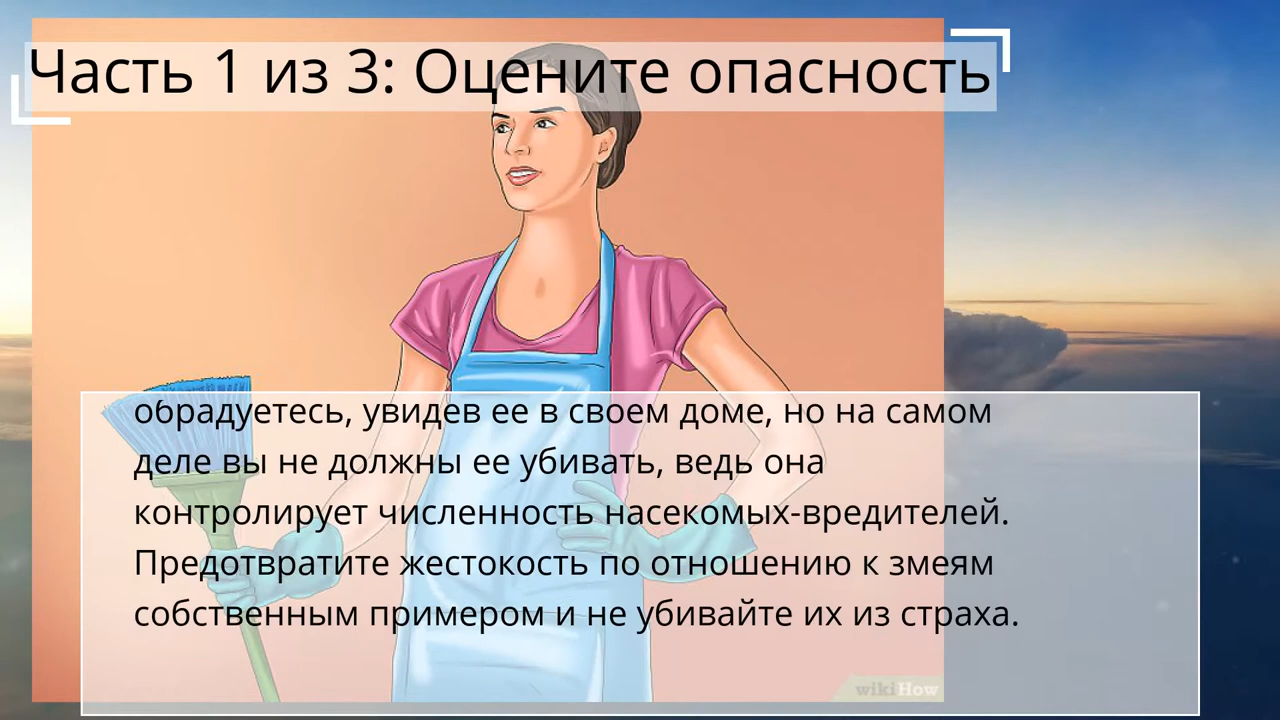 Часть 1 из 3: Оцените опасность
обрадуетесь, увидев ее в своем доме, но на самом
деле вы не должны ее убивать, ведь она
контролирует численность насекомых-вредителей.
Предотвратите жестокость по отношению к змеям
собственным примером и не убивайте их из страха.
wikiHow